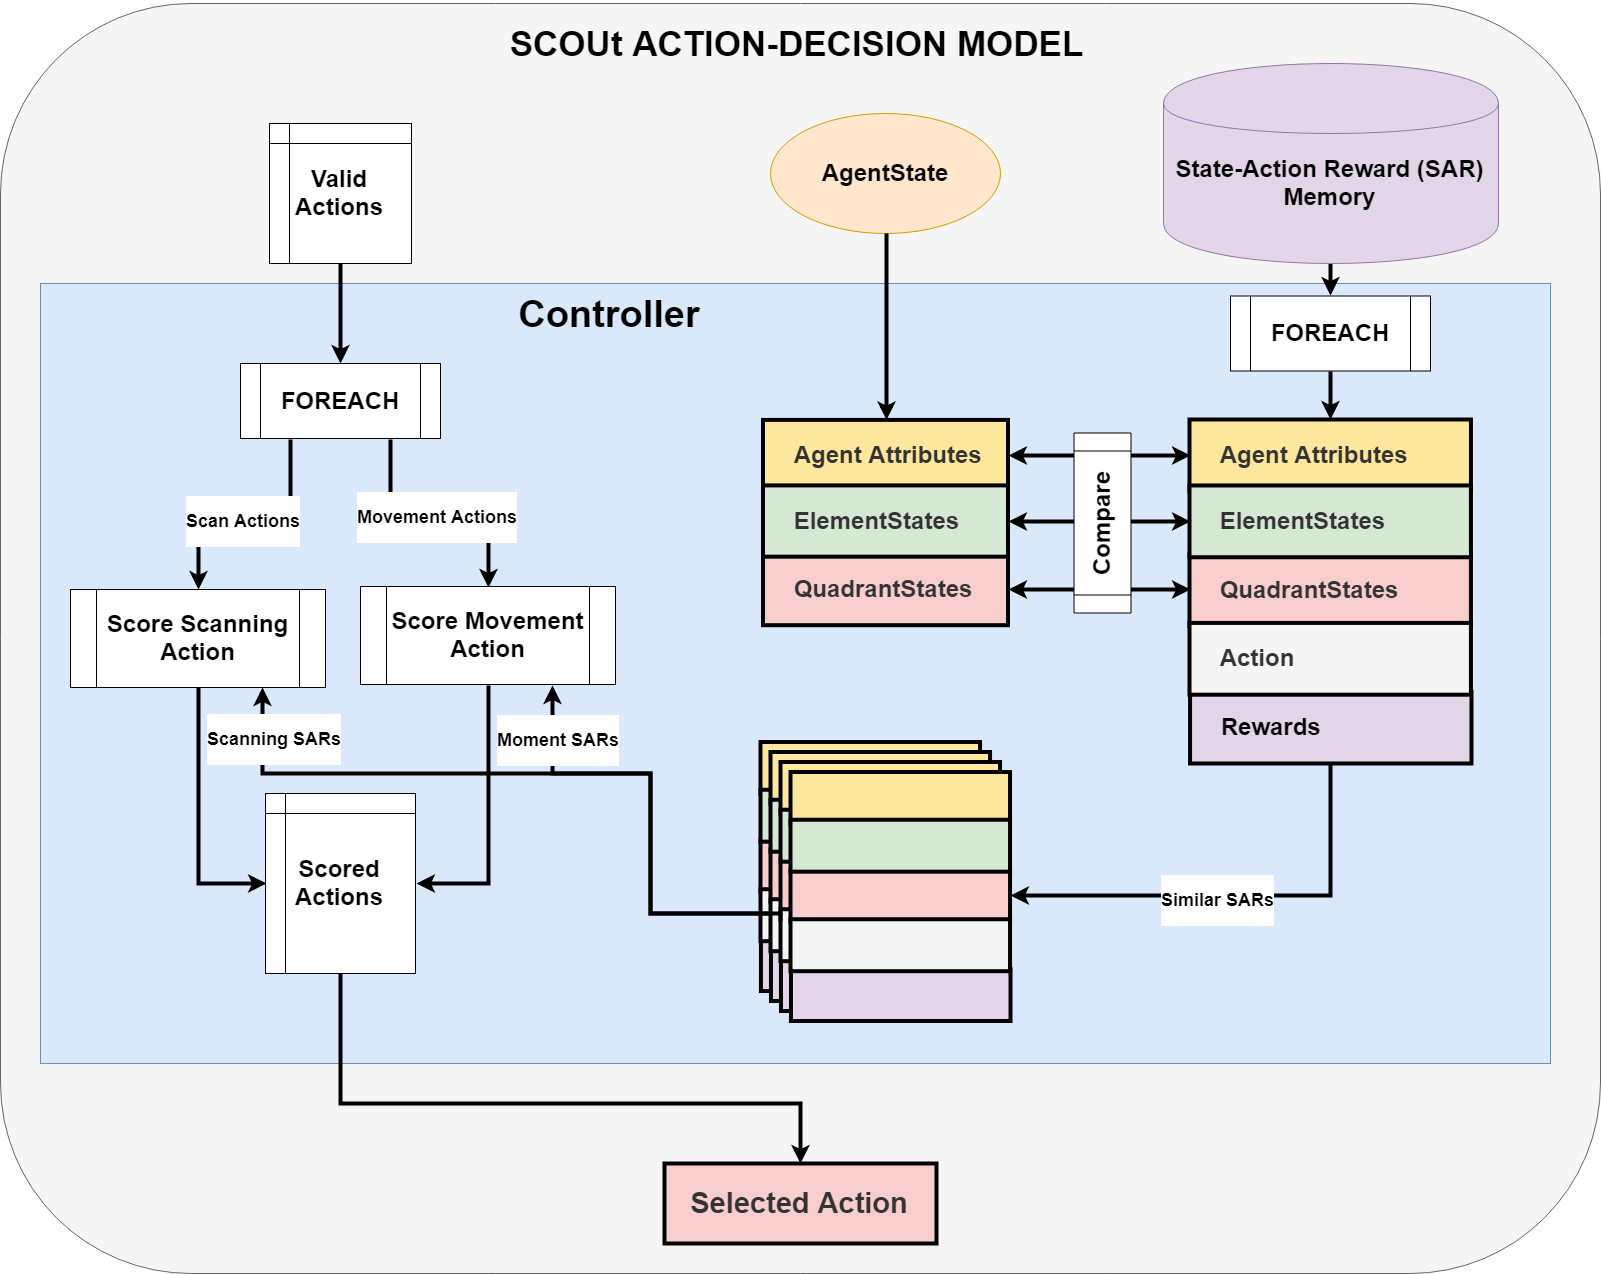 SCOUt ACTION-DECISION MODEL
Valid
Actions
AgentState
State-Action Reward (SAR)
Memory
Controller
FOREACH
FOREACH
Scan Actions
Movement Actions
Agent Attributes
ElementStates
QuadrantStates
Compare
Agent Attributes
ElementStates
QuadrantStates
Action
Rewards
Score Scanning
Action
Score Movement
Action
Scanning SARs
Moment SARs
Scored
Actions
Similar SARs
Selected Action